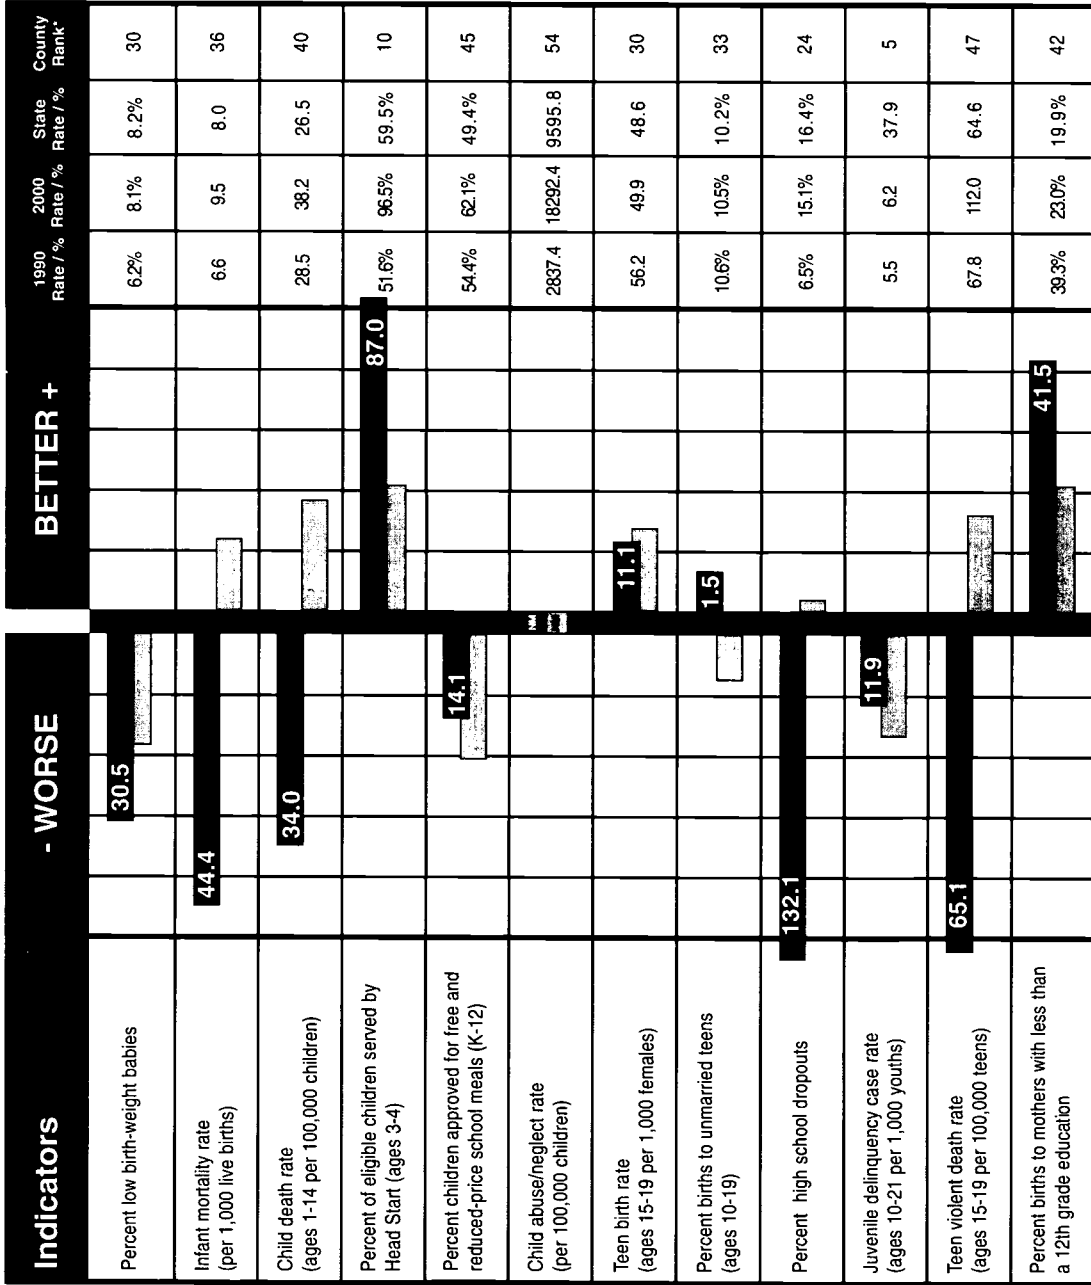 Indicators - WORSE BETTER + 1990 Rate / % 2000 Rate / % State Rate / % County Rank*
Percent low birth-weight babies 30.5 6.2% 8.1% 8.2% 30
Infant mortality rate
(per 1,000 live births) 44.4 6.6 9.5 8.0 36
Child death rate
(ages 1-14 per 100,000 children) 34.0 28.5 38.2 26.5 40
Percent of eligible children served by
Head Start (ages 3-4) 87.0 51.6% 96.5% 59.5% 10
Percent children approved for free and
reduced-price school meals (K-12) 14.1 54.4% 62.1% 49.4% 45
Child abuse/neglect rate
(per 100,000 children) NM NM 2837.4 18292.4 9595.8 54
Teen birth rate
(ages 15-19 per 1,000 females) 11.1 56.2 49.9 48.6 30
Percent births to unmarried teens
(ages 10-19) 1.5 10.6% 10.5% 10.2% 33
Percent high school dropouts 132.1 6.5% 15.1% 16.4% 24
Juvenile delinquency case rate
(ages 10-21 per 1,000 youths) 11.9 5.5 6.2 37.9 5
Teen violent death rate
(ages 15-19 per 100,000 teens) 65.1 67.8 112.0 64.6 47
Percent births to mothers with less than
a 12th grade education 41.5 39.3% 23.0% 19.9% 42